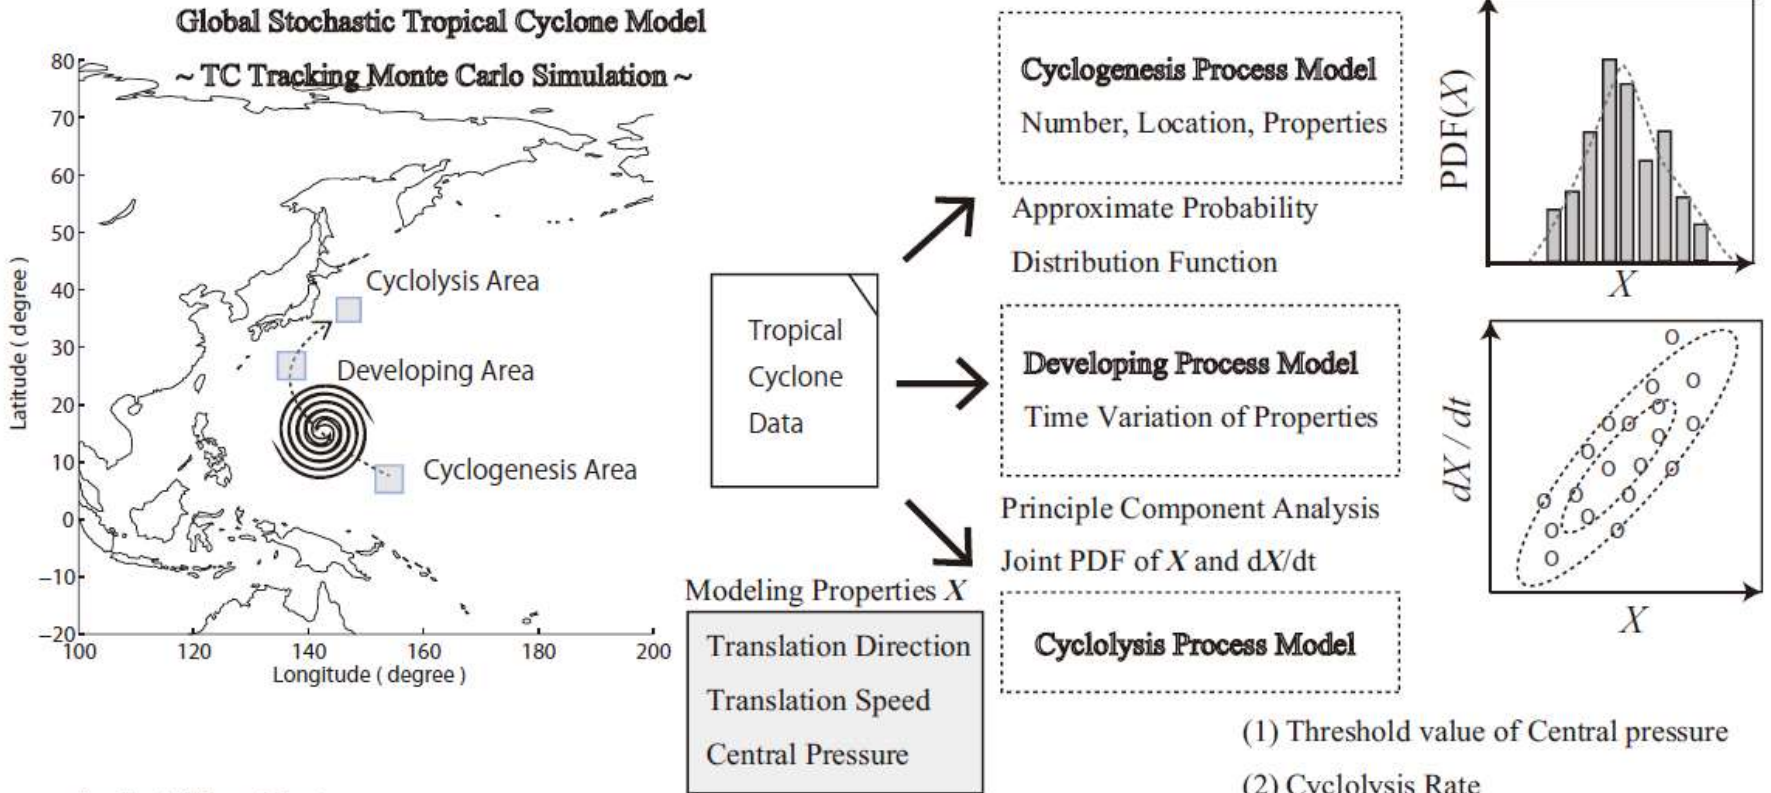 Global Stochastic Tropical Cyclone Model
~ TC Tracking Monte Carlo Simulation ~
80
70
60
50
40
30
20
10
0
−10
−20
100 120 140 160 180 200
Latitude ( degree )
Longitude ( degree )
Cyclolysis Area
Developing Area
Cyclogenesis Area
Tropical
Cyclone
Data
Modeling Properties X
Translation Direction
Translation Speed
Central Pressure
Cyclogenesis Process Model
Number, Location, Properties
Approximate Probability
Distribution Function
Developing Process Model
Time Variation of Properties
Principle Component Analysis
Joint PDF of X and dX/dt
Cyclolysis Process Model
(1) Threshold value of Central pressure
(2) Cyclolysis Rate
PDF(X)
X
dX / dt
X